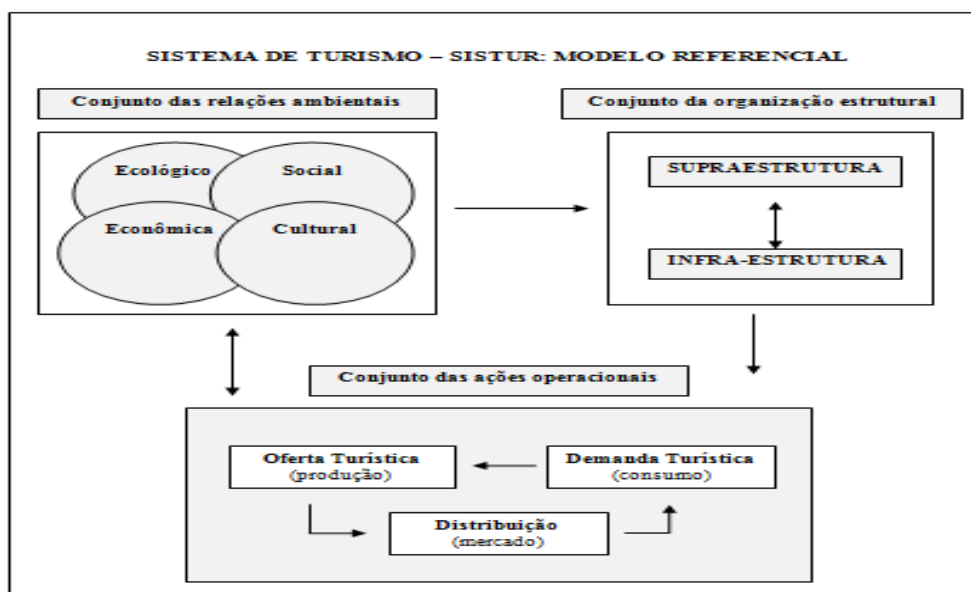 SISTEMA DE TURISMO – SISTUR: MODELO REFERENCIAL
Conjunto das relações ambientais
Conjunto da organização estrutural
Ecológico
Social
Econômica
Cultural
SUPRAESTRUTURA
INFRA-ESTRUTURA
Conjunto das ações operacionais
Oferta Turística
(produção)
Demanda Turística
(consumo)
Distribuição
(mercado)